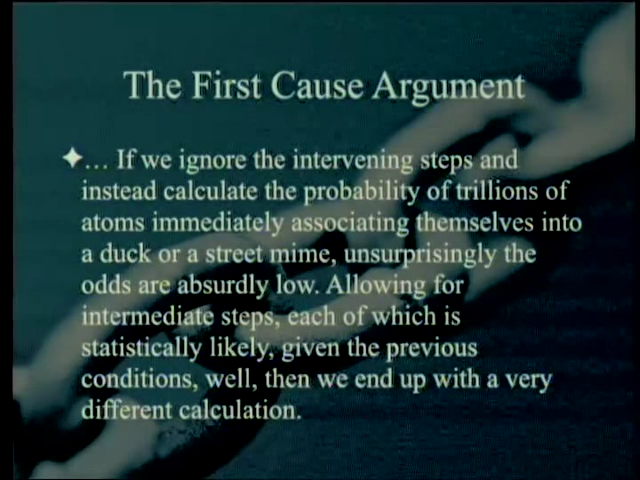 The First Cause Argument
✦… If we ignore the intervening steps and
instead calculate the probability of trillions of
atoms immediately associating themselves into
a duck or a street mime, unsurprisingly the
odds are absurdly low. Allowing for
intermediate steps, each of which is
statistically likely, given the previous
conditions, well, then we end up with a very
different calculation.